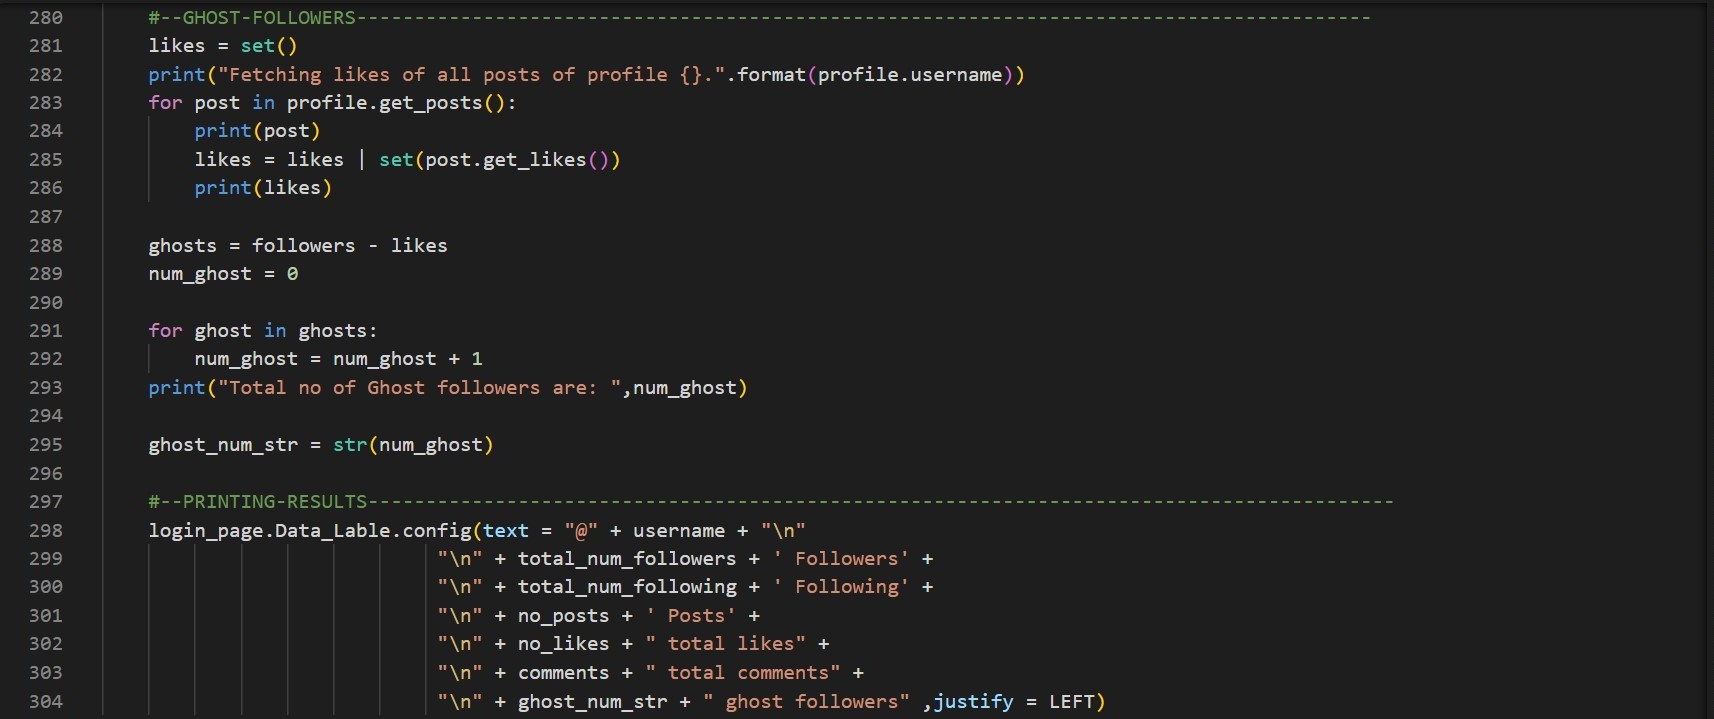 280 #--GHOST-FOLLOWERS----------------------------------------------------------------------------------------
281 likes = set()
282 print("Fetching likes of all posts of profile {}.".format(profile.username))
283 for post in profile.get_posts():
284 print(post)
285 likes = likes | set(post.get_likes())
286 print(likes)
287
288 ghosts = followers - likes
289 num_ghost = 0
290
291 for ghost in ghosts:
292 num_ghost = num_ghost + 1
293 print("Total no of Ghost followers are: ",num_ghost)
294
295 ghost_num_str = str(num_ghost)
296
297 #--PRINTING-RESULTS-----------------------------------------------------------------------------------------
298 login_page.Data_Lable.config(text = "@" + username + "\n"
299 "\n" + total_num_followers + ' Followers' +
300 "\n" + total_num_following + ' Following' +
301 "\n" + no_posts + ' Posts' +
302 "\n" + no_likes + " total likes" +
303 "\n" + comments + " total comments" +
304 "\n" + ghost_num_str + " ghost followers" ,justify = LEFT)